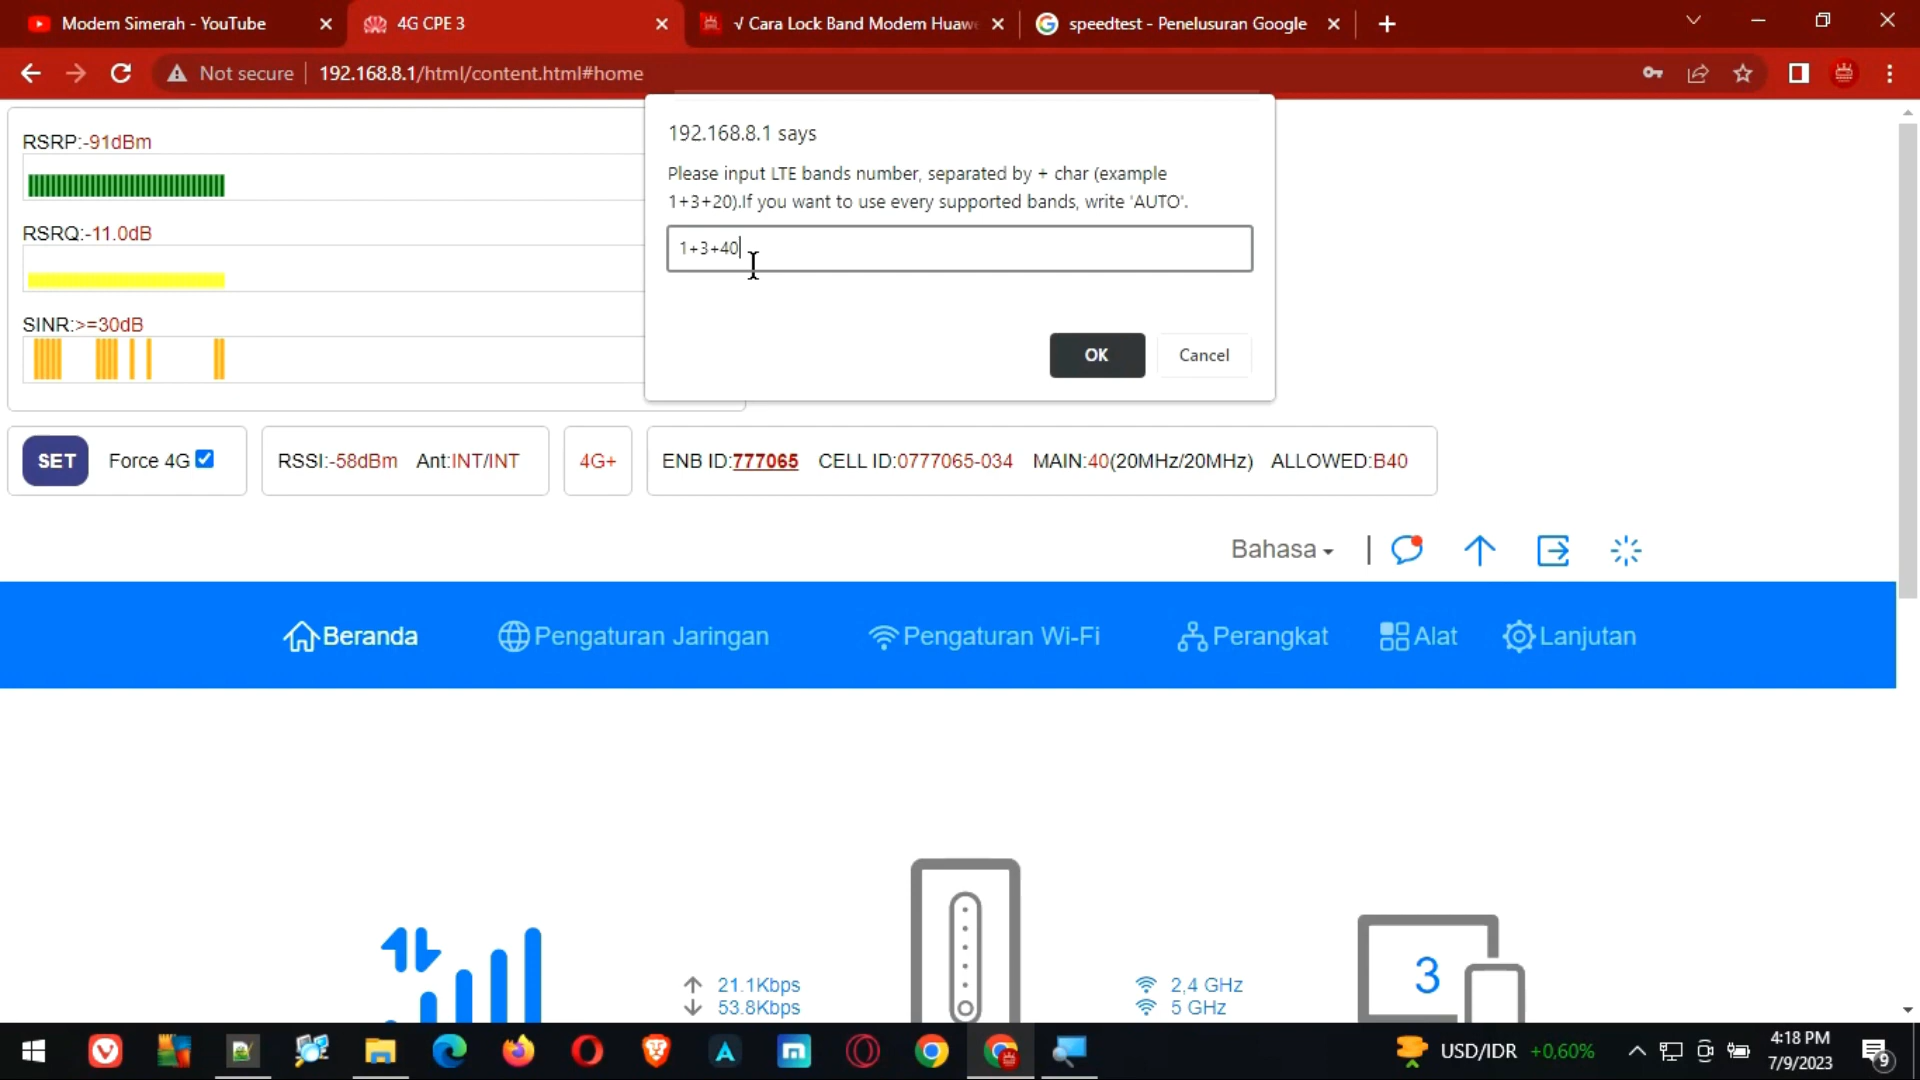 Modem Simerah - YouTube
4G CPE 3
√ Cara Lock Band Modem Huaw
speedtest - Penelusuran Google
Not secure
192.168.8.1/html/content.html#home
192.168.8.1 says
Please input LTE bands number, separated by + char (example
1+3+20).If you want to use every supported bands, write 'AUTO'.
1+3+40
OK
Cancel
RSRP:-91dBm
RSRQ:-11.0dB
SINR:>=30dB
SET
Force 4G
RSSI:-58dBm Ant:INT/INT
4G+
ENB ID:777065 CELL ID:0777065-034 MAIN:40(20MHz/20MHz) ALLOWED:B40
Bahasa
Beranda
Pengaturan Jaringan
Pengaturan Wi-Fi
Perangkat
Alat
Lanjutan
21.1Kbps
53.8Kbps
2,4 GHz
5 GHz
3
USD/IDR +0,60%
4:18 PM
7/9/2023
9